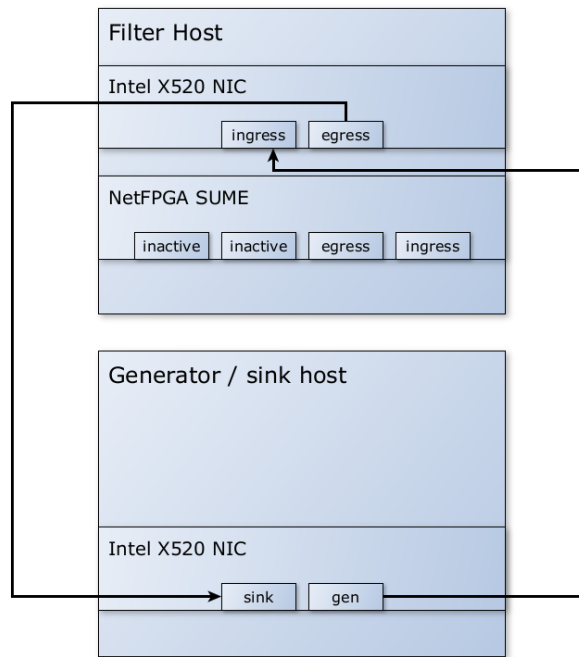 Filter Host
Intel X520 NIC
ingress egress
NetFPGA SUME
inactive inactive egress ingress
Generator / sink host
Intel X520 NIC
sink gen